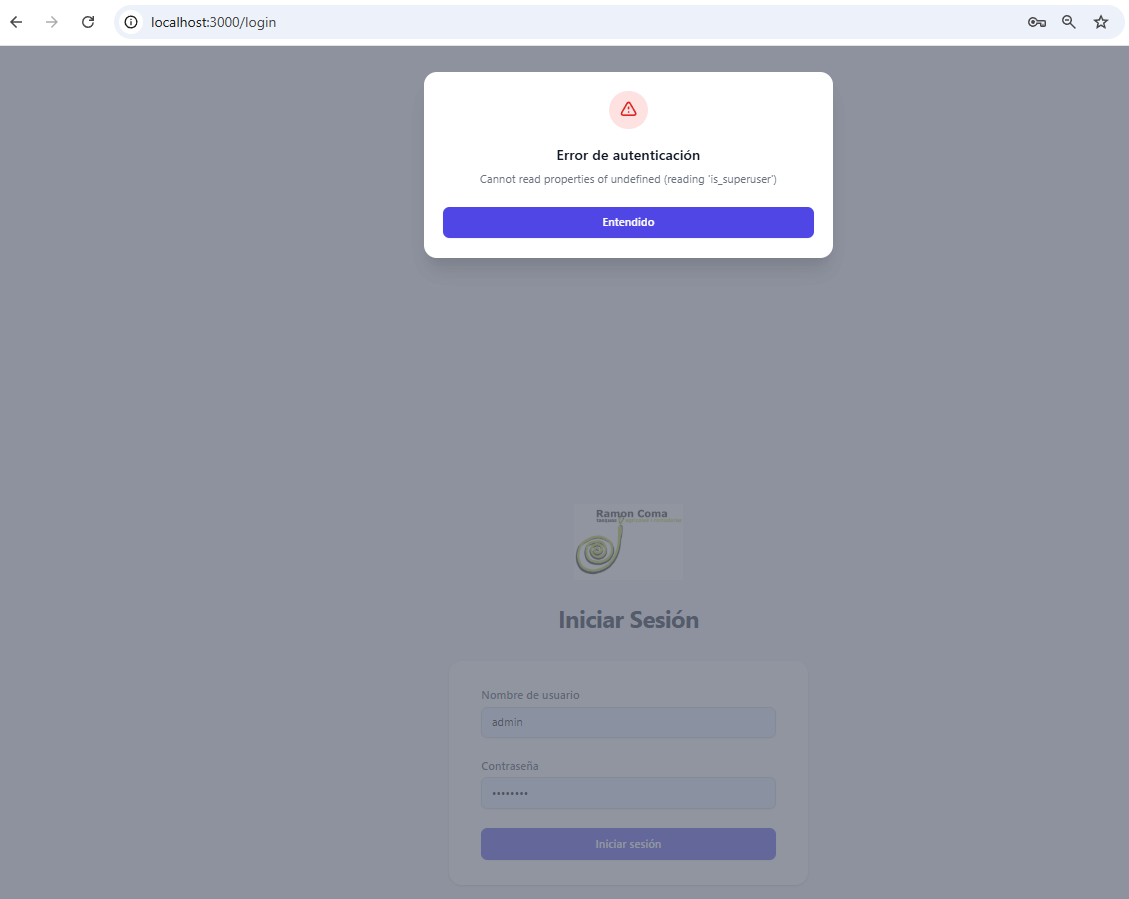 localhost:3000/login
Error de autenticación
Cannot read properties of undefined (reading 'is_superuser')
Entendido
Ramon Coma
Iniciar Sesión
Nombre de usuario
admin
Contraseña
••••••••
Iniciar sesión